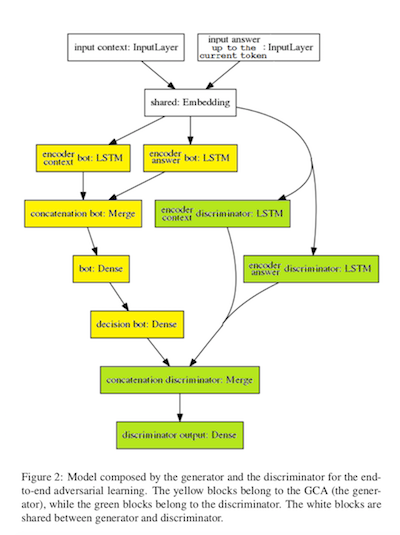 input context: InputLayer
input answer
up to the : InputLayer
current token
shared: Embedding
encoder
context bot: LSTM
encoder
answer bot: LSTM
concatenation bot: Merge
encoder
context discriminator: LSTM
bot: Dense
encoder
answer discriminator: LSTM
decision bot: Dense
concatenation discriminator: Merge
discriminator output: Dense
Figure 2: Model composed by the generator and the discriminator for the end-
to-end adversarial learning. The yellow blocks belong to the GCA (the gener-
ator), while the green blocks belong to the discriminator. The white blocks are
shared between generator and discriminator.